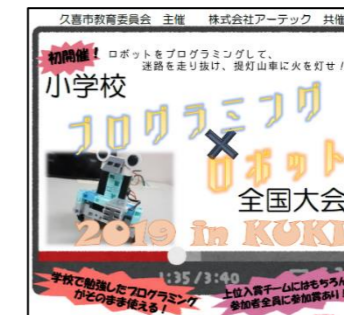 久喜市教育委員会 主催 株式会社アーテック 共催
初開催! ロボットをプログラミングして、
迷路を走り抜け、提灯山車に火を灯せ!
小学校
プログラミング
×
ロボット
全国大会
2019 in KUKI
1:35/3:40
学校で勉強したプログラミング
がそのまま使える!
上位入賞チームにはもちろん
参加者全員に参加賞あり!